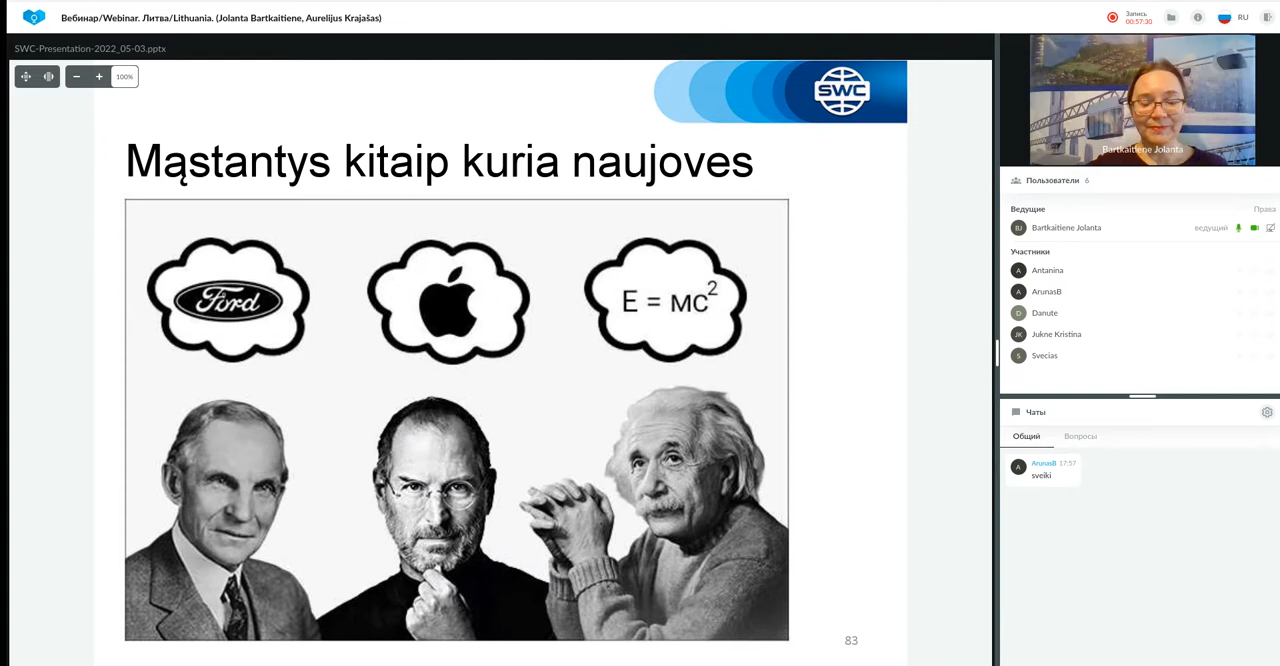 Вебинар/Webinar. Литва/Lithuania. (Jolanta Bartkaitiene, Aurelijus Krajašas)
Запись
00:57:30
RU
SWC-Presentation-2022_05-03.pptx
100%
SWC
Mąstantys kitaip kuria naujoves
Ford
E = MC²
83
Bartkaitiene Jolanta
Пользователи 6
Ведущие Права
BJ Bartkaitiene Jolanta ведущий
Участники
A Antanina
A ArunasB
D Danute
JK Jukne Kristina
S Svecias
Чаты
Общий Вопросы
A ArunasB 17:57
sveiki